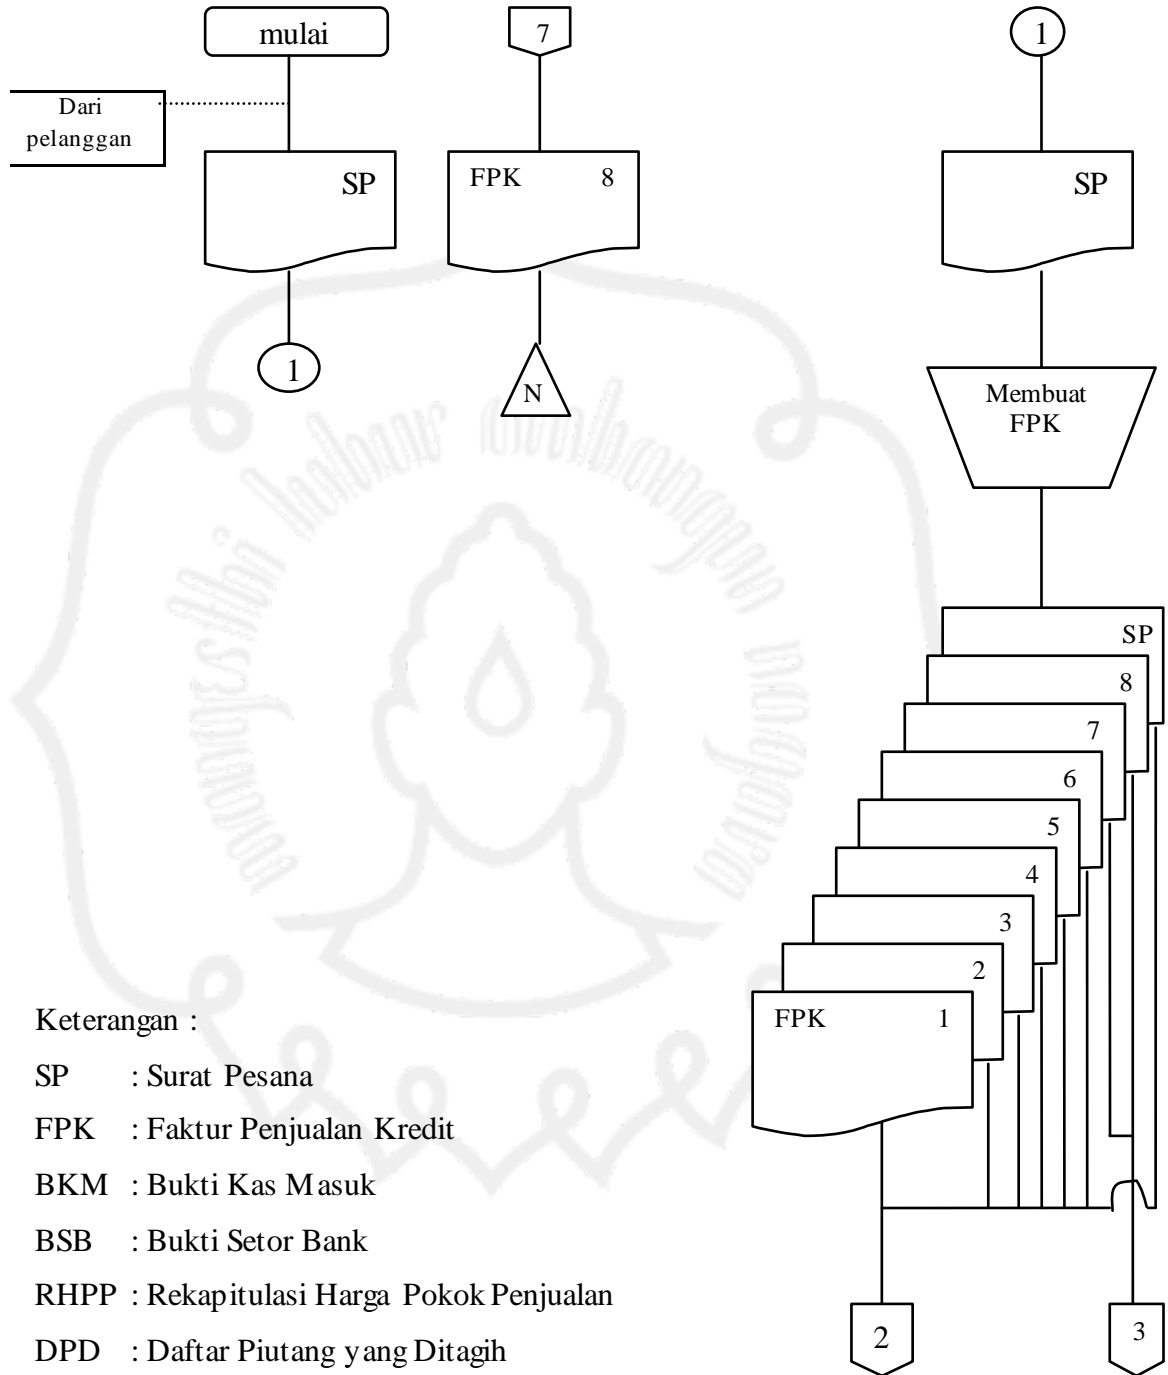 mulai
7
1
Dari
pelanggan
SP
FPK 8
SP
1
N
Membuat
FPK
SP
8
7
6
5
4
3
2
FPK 1
Keterangan :
SP : Surat Pesana
FPK : Faktur Penjualan Kredit
BKM : Bukti Kas Masuk
BSB : Bukti Setor Bank
RHPP : Rekapitulasi Harga Pokok Penjualan
DPD : Daftar Piutang yang Ditagih
2
3